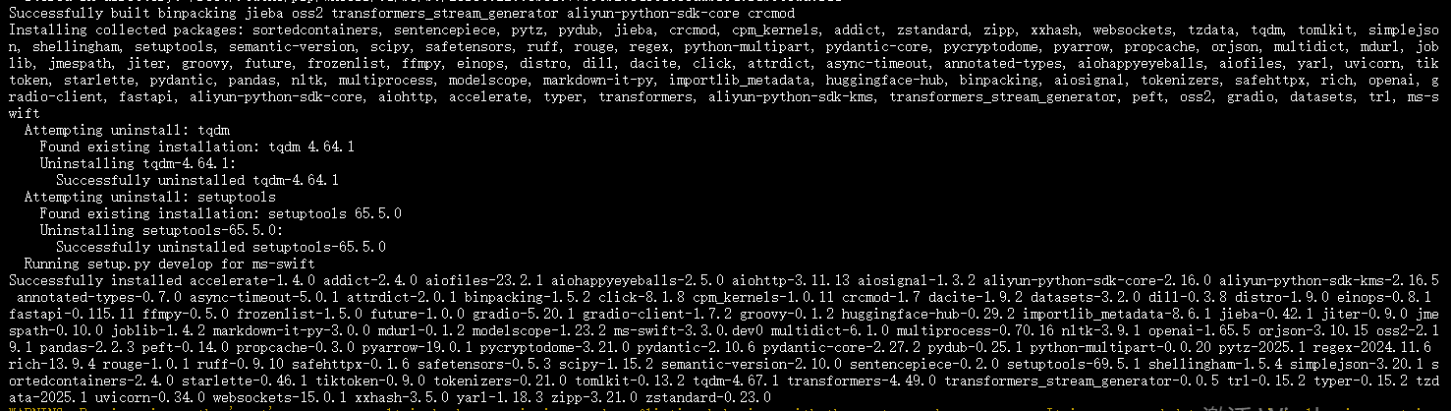 Successfully built binpacking jieba oss2 transformers_stream_generator aliyun-python-sdk-core crcmod
Installing collected packages: sortedcontainers, sentencepiece, pytz, pydub, jieba, crcmod, cpm_kernels, addict, zstandard, zipp, xxhash, websockets, tzdata, tqdm, tomlkit, simplejso
n, shellingham, setuptools, semantic-version, scipy, safetensors, ruff, rouge, regex, python-multipart, pydantic-core, pycryptodome, pyarrow, propcache, orjson, multidict, mdurl, job
lib, jmespath, jiter, groovy, future, frozenlist, ffmpy, einops, distro, dill, dacite, click, attrdict, async-timeout, annotated-types, aiohappyeyeballs, aiofiles, yarl, uvicorn, tik
token, starlette, pydantic, pandas, nltk, multiprocess, modelscope, markdown-it-py, importlib_metadata, huggingface-hub, binpacking, aiosignal, tokenizers, safehttpx, rich, openai, g
radio-client, fastapi, aliyun-python-sdk-core, aiohttp, accelerate, typer, transformers, aliyun-python-sdk-kms, transformers_stream_generator, peft, oss2, gradio, datasets, trl, ms-s
wift
Attempting uninstall: tqdm
Found existing installation: tqdm 4.64.1
Uninstalling tqdm-4.64.1:
Successfully uninstalled tqdm-4.64.1
Attempting uninstall: setuptools
Found existing installation: setuptools 65.5.0
Uninstalling setuptools-65.5.0:
Successfully uninstalled setuptools-65.5.0
Running setup.py develop for ms-swift
Successfully installed accelerate-1.4.0 addict-2.4.0 aiofiles-23.2.1 aiohappyeyeballs-2.5.0 aiohttp-3.11.13 aiosignal-1.3.2 aliyun-python-sdk-core-2.16.0 aliyun-python-sdk-kms-2.16.5
annotated-types-0.7.0 async-timeout-5.0.1 attrdict-2.0.1 binpacking-1.5.2 click-8.1.8 cpm_kernels-1.0.11 crcmod-1.7 dacite-1.9.2 datasets-3.2.0 dill-0.3.8 distro-1.9.0 einops-0.8.1
fastapi-0.115.11 ffmpy-0.5.0 frozenlist-1.5.0 future-1.0.0 gradio-5.20.1 gradio-client-1.7.2 groovy-0.1.2 huggingface-hub-0.29.2 importlib_metadata-8.6.1 jieba-0.42.1 jiter-0.9.0 jme
spath-0.10.0 joblib-1.4.2 markdown-it-py-3.0.0 mdurl-0.1.2 modelscope-1.23.2 ms-swift-3.3.0.dev0 multidict-6.1.0 multiprocess-0.70.16 nltk-3.9.1 openai-1.65.5 orjson-3.10.15 oss2-2.1
9.1 pandas-2.2.3 peft-0.14.0 propcache-0.3.0 pyarrow-19.0.1 pycryptodome-3.21.0 pydantic-2.10.6 pydantic-core-2.27.2 pydub-0.25.1 python-multipart-0.0.20 pytz-2025.1 regex-2024.11.6
rich-13.9.4 rouge-1.0.1 ruff-0.9.10 safehttpx-0.1.6 safetensors-0.5.3 scipy-1.15.2 semantic-version-2.10.0 sentencepiece-0.2.0 setuptools-69.5.1 shellingham-1.5.4 simplejson-3.20.1 s
ortedcontainers-2.4.0 starlette-0.46.1 tiktoken-0.9.0 tokenizers-0.21.0 tomlkit-0.13.2 tqdm-4.67.1 transformers-4.49.0 transformers_stream_generator-0.0.5 trl-0.15.2 typer-0.15.2 tzd
ata-2025.1 uvicorn-0.34.0 websockets-15.0.1 xxhash-3.5.0 yarl-1.18.3 zipp-3.21.0 zstandard-0.23.0